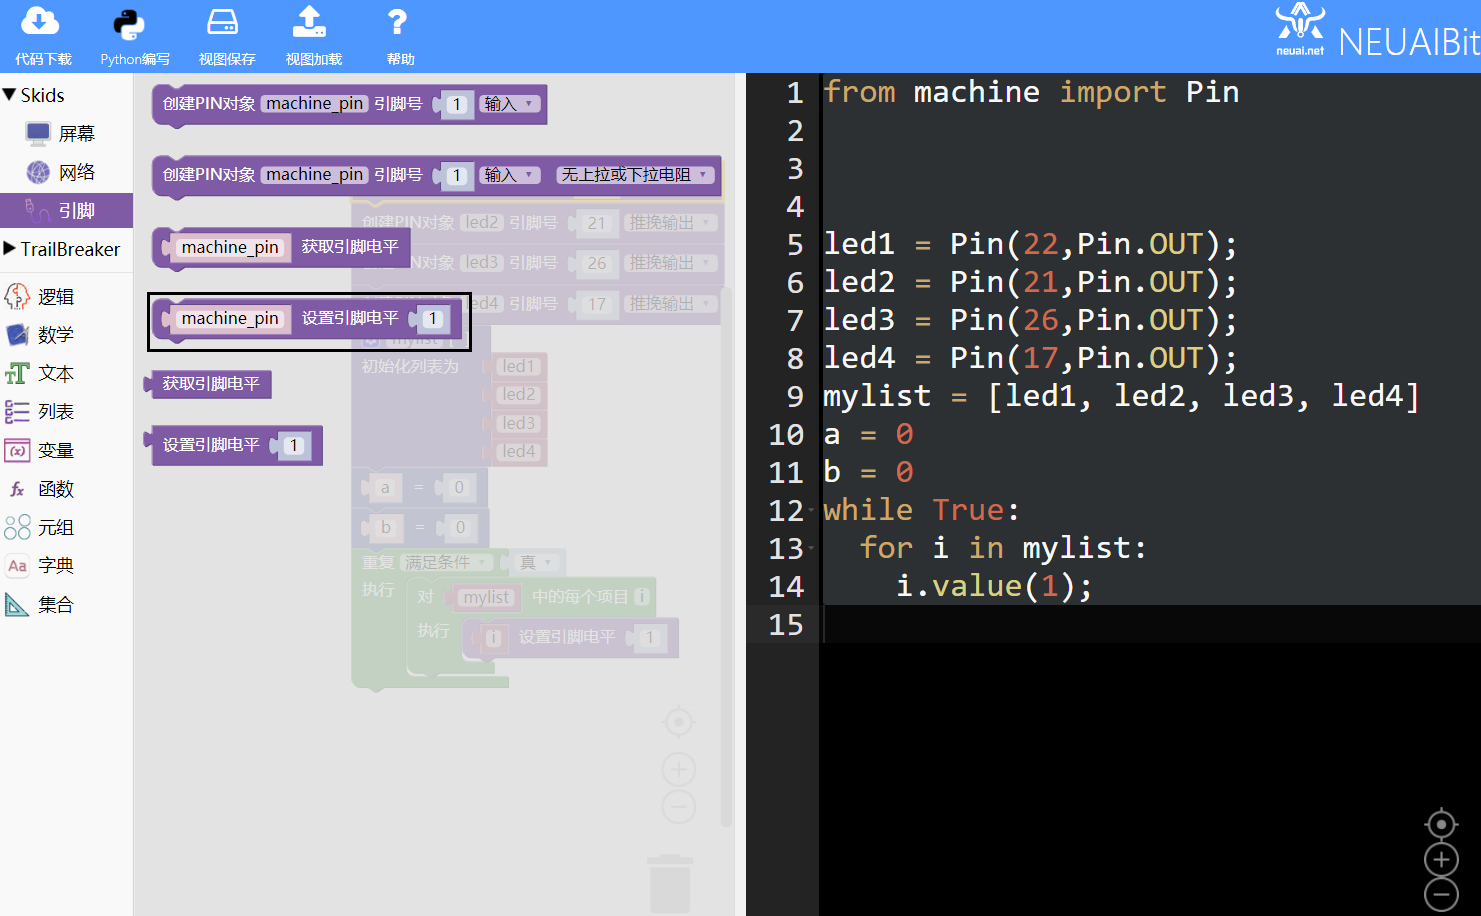 代码下载
Python编写
视图保存
视图加载
帮助
neuai.net
NEUAIBit
Skids
屏幕
网络
引脚
TrailBreaker
逻辑
数学
文本
列表
变量
函数
元组
Aa 字典
集合
创建PIN对象 machine_pin 引脚号 1 输入
创建PIN对象 machine_pin 引脚号 1 输入 无上拉或下拉电阻
创建PIN对象 led2 引脚号 21 推挽输出
machine_pin 获取引脚电平
对象 led3 引脚号 26 推挽输出
led4 引脚号 17 推挽输出
machine_pin 设置引脚电平 1
mylist
初始化列表为 led1
获取引脚电平
led2
led3
设置引脚电平 1
led4
a = 0
b = 0
重复 满足条件 真
执行 对 mylist 中的每个项目 i
执行 i 设置引脚电平 1
1 from machine import Pin
2
3
4
5 led1 = Pin(22,Pin.OUT);
6 led2 = Pin(21,Pin.OUT);
7 led3 = Pin(26,Pin.OUT);
8 led4 = Pin(17,Pin.OUT);
9 mylist = [led1, led2, led3, led4]
10 a = 0
11 b = 0
12 while True:
13 for i in mylist:
14 i.value(1);
15